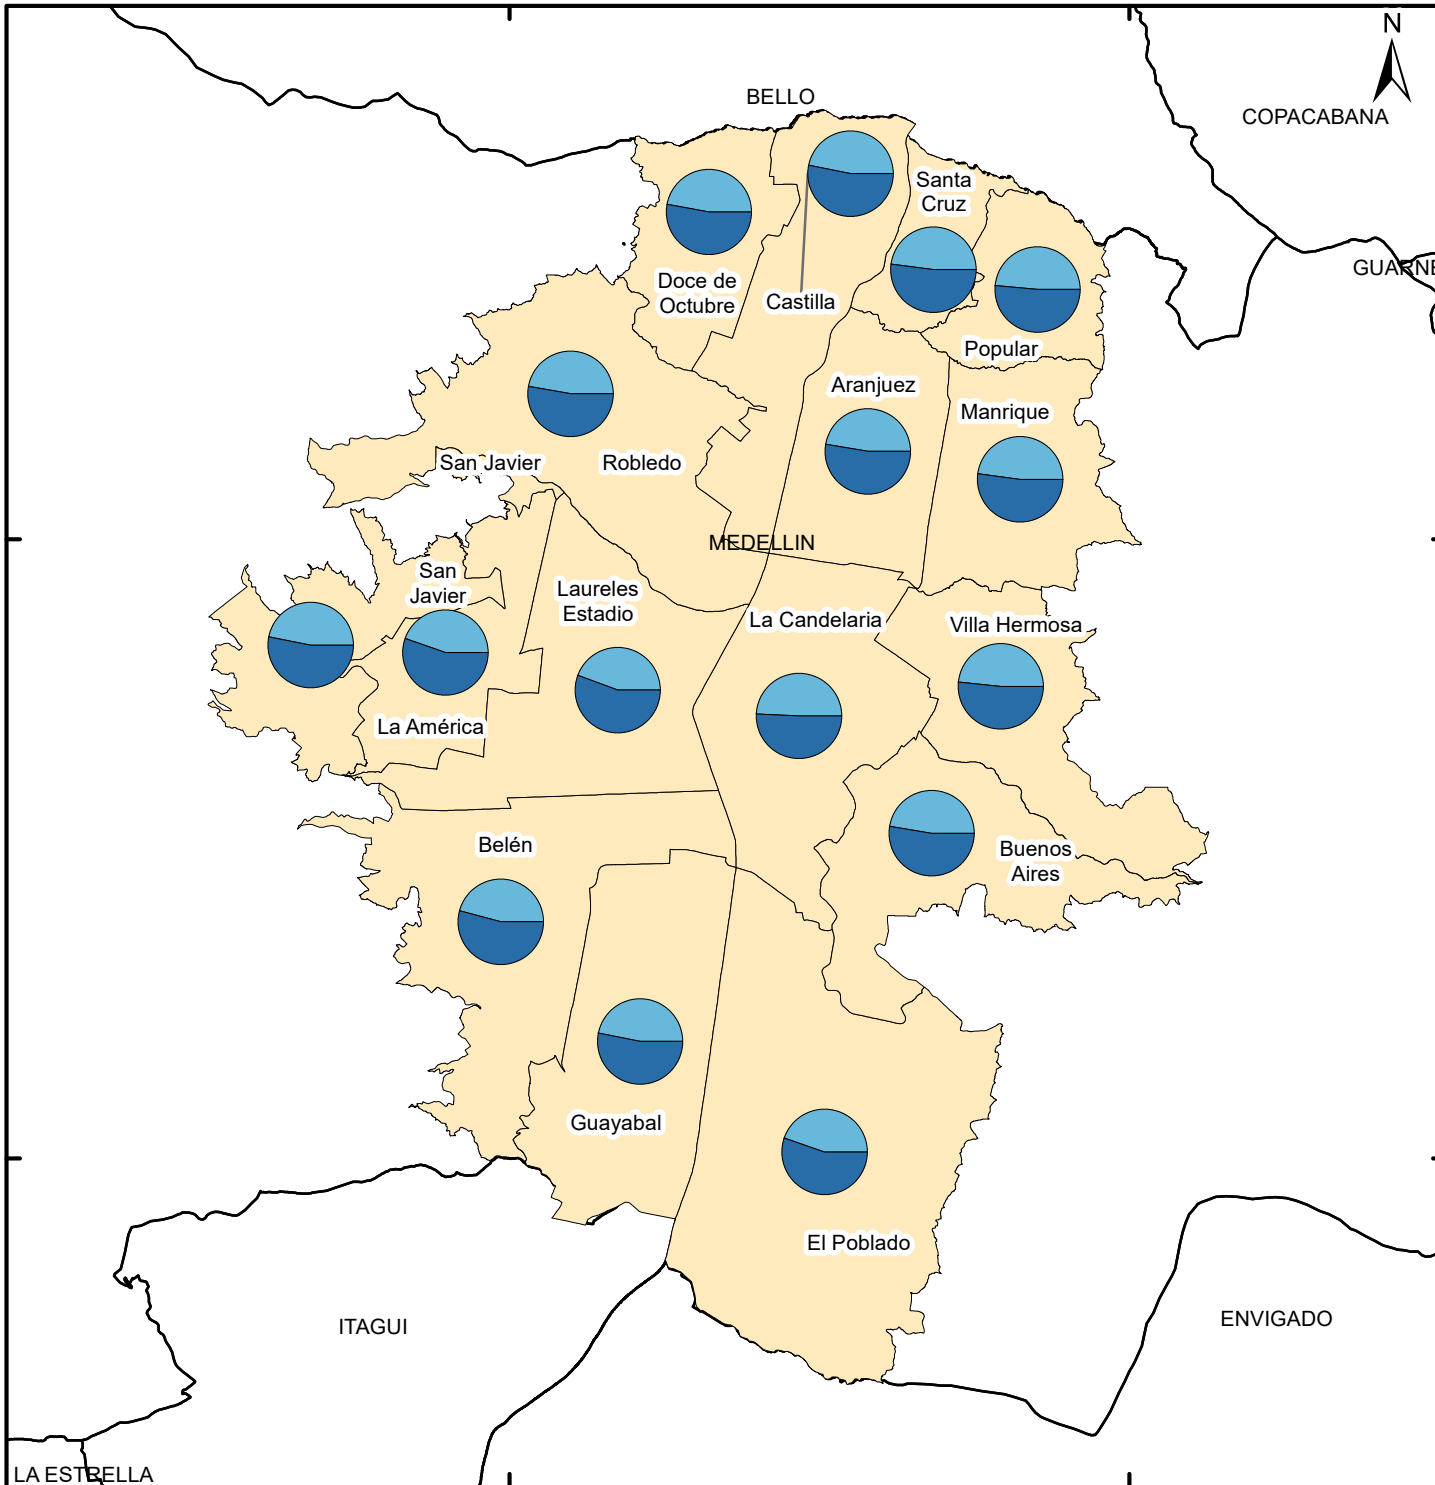 N
BELLO
COPACABANA
Santa
Cruz
GUARNE
Doce de
Octubre
Castilla
Popular
Aranjuez
Manrique
San Javier
Robledo
MEDELLIN
San
Javier
Laureles
Estadio
La Candelaria
Villa Hermosa
La América
Belén
Buenos
Aires
Guayabal
El Poblado
ITAGUI
ENVIGADO
LA ESTRELLA